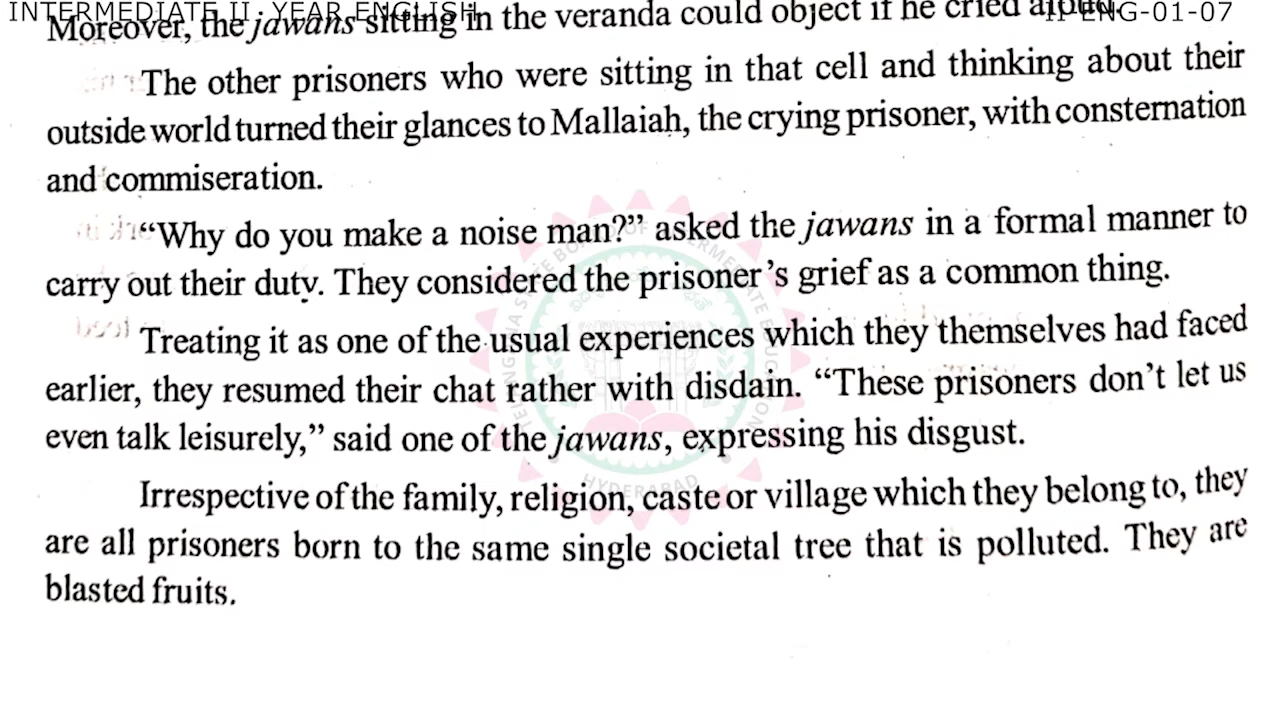 INTERMEDIATE II - YEAR ENGLISH II-ENG-01-07
Moreover, the jawans sitting in the veranda could object if he cried aloud.
The other prisoners who were sitting in that cell and thinking about their
outside world turned their glances to Mallaiah, the crying prisoner, with consternation
and commiseration.
“Why do you make a noise man?” asked the jawans in a formal manner to
carry out their duty. They considered the prisoner’s grief as a common thing.
Treating it as one of the usual experiences which they themselves had faced
earlier, they resumed their chat rather with disdain. “These prisoners don’t let us
even talk leisurely,” said one of the jawans, expressing his disgust.
Irrespective of the family, religion, caste or village which they belong to, they
are all prisoners born to the same single societal tree that is polluted. They are
blasted fruits.
HYDERABAD